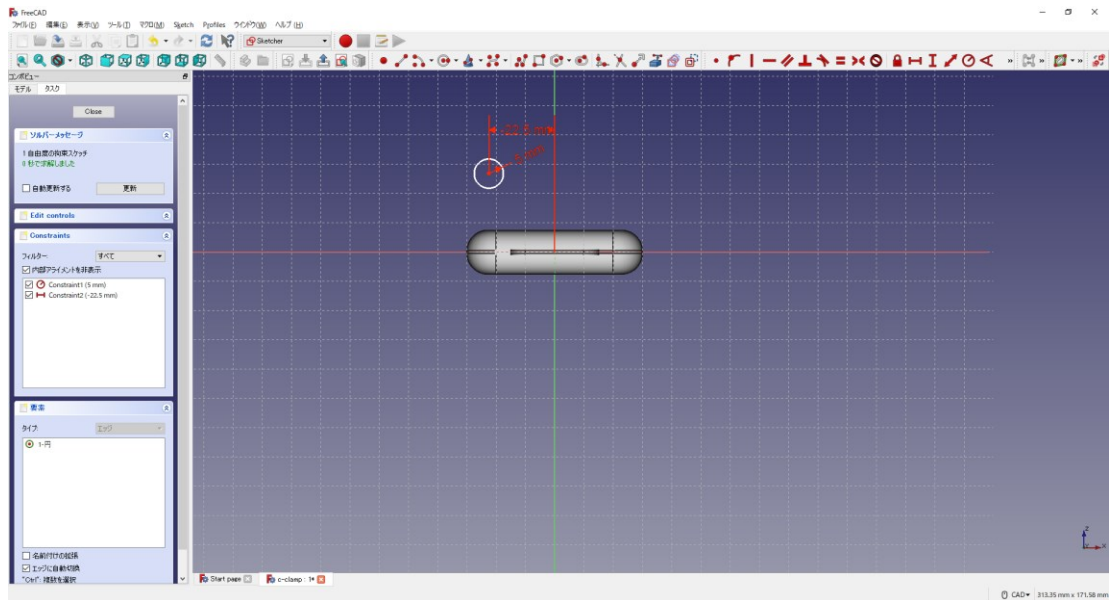 FreeCAD
ファイル(F) 編集(E) 表示(V) ツール(T) マクロ(M) Sketch Profiles ウィンドウ(W) ヘルプ(H)
Sketcher
コンボビュー
モデル タスク
Close
ソルバーメッセージ
1 自由度の拘束スケッチ
0 秒で求解しました
自動更新する 更新
Edit controls
Constraints
フィルター: すべて
内部アライメントを非表示
Constraint1 (5 mm)
Constraint2 (-22.5 mm)
要素
タイプ: エッジ
1-円
名前付けの拡張
エッジに自動切換
"Ctrl": 複数を選択
-22.5 mm
5 mm
Z
X
Start page c-clamp : 1*
CAD 313.35 mm x 171.58 mm